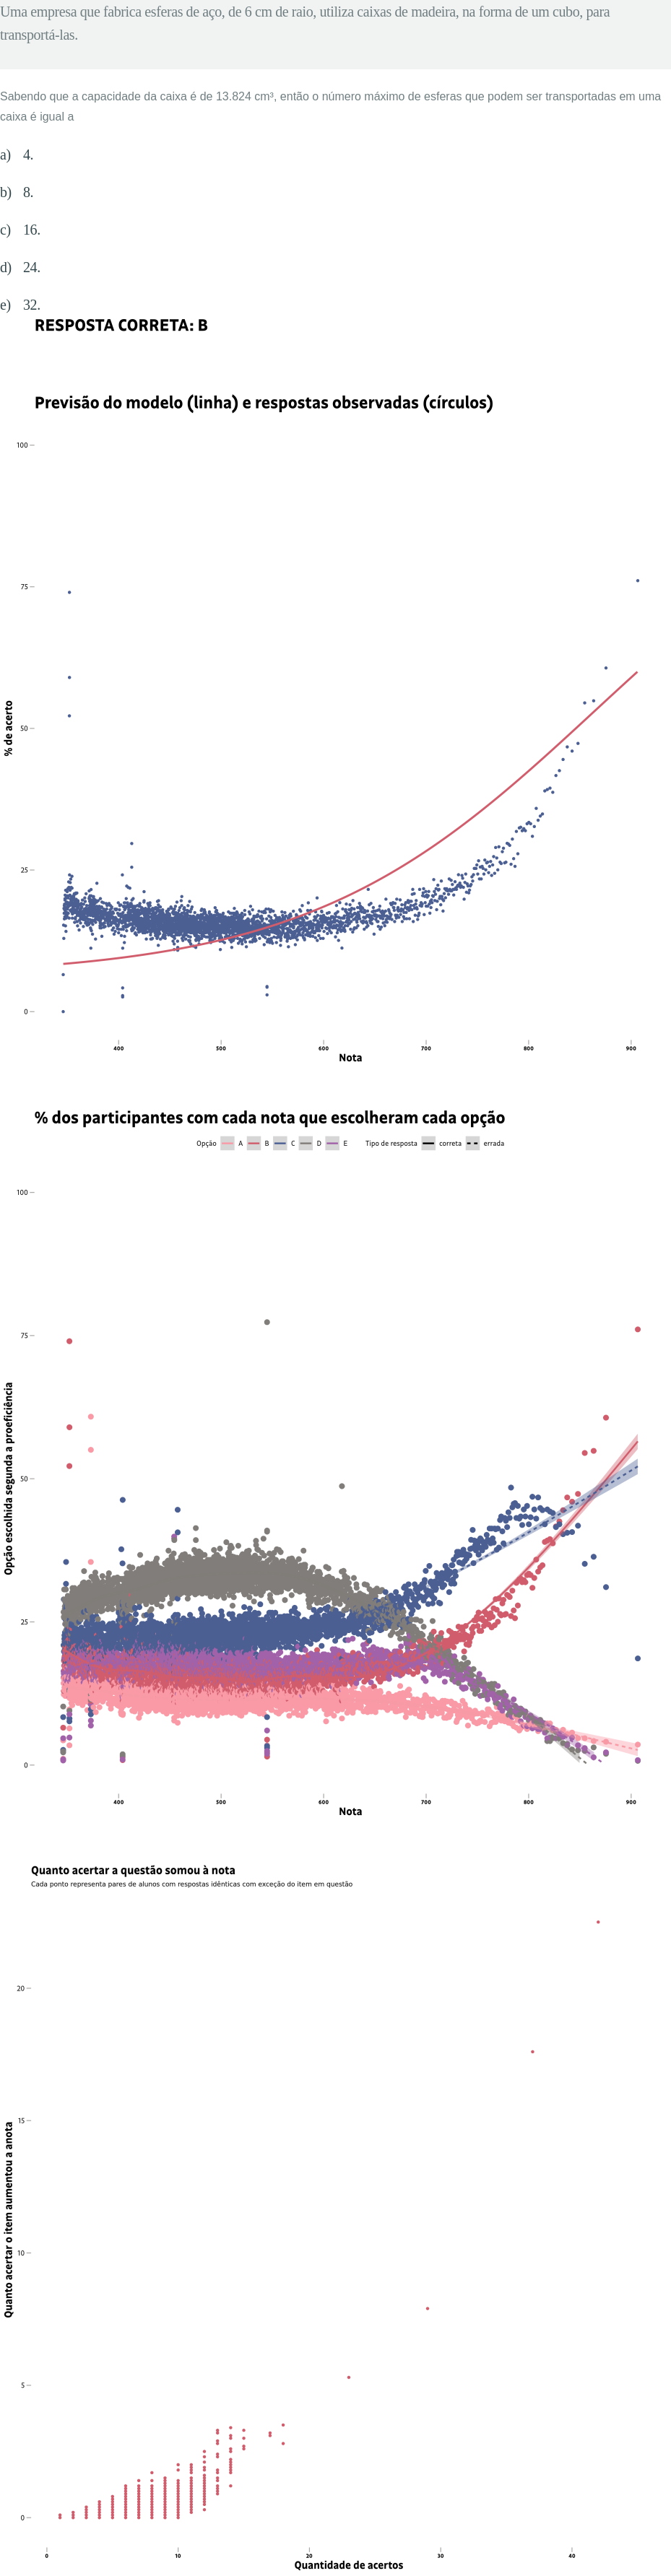 Uma empresa que fabrica esferas de aço, de 6 cm de raio, utiliza caixas de madeira, na forma de um cubo, para
transportá-las.
Sabendo que a capacidade da caixa é de 13.824 cm³, então o número máximo de esferas que podem ser transportadas em uma
caixa é igual a
a) 4.
b) 8.
c) 16.
d) 24.
e) 32.
RESPOSTA CORRETA: B
Previsão do modelo (linha) e respostas observadas (círculos)
100
75
50
25
0
% de acerto
400 500 600 700 800 900
Nota
% dos participantes com cada nota que escolheram cada opção
Opção A B C D E Tipo de resposta correta errada
100
75
50
25
0
Opção escolhida segunda a proeficiência
400 500 600 700 800 900
Nota
Quanto acertar a questão somou à nota
Cada ponto representa pares de alunos com respostas idênticas com exceção do item em questão
20
15
10
5
0
Quanto acertar o item aumentou a anota
0 10 20 30 40
Quantidade de acertos